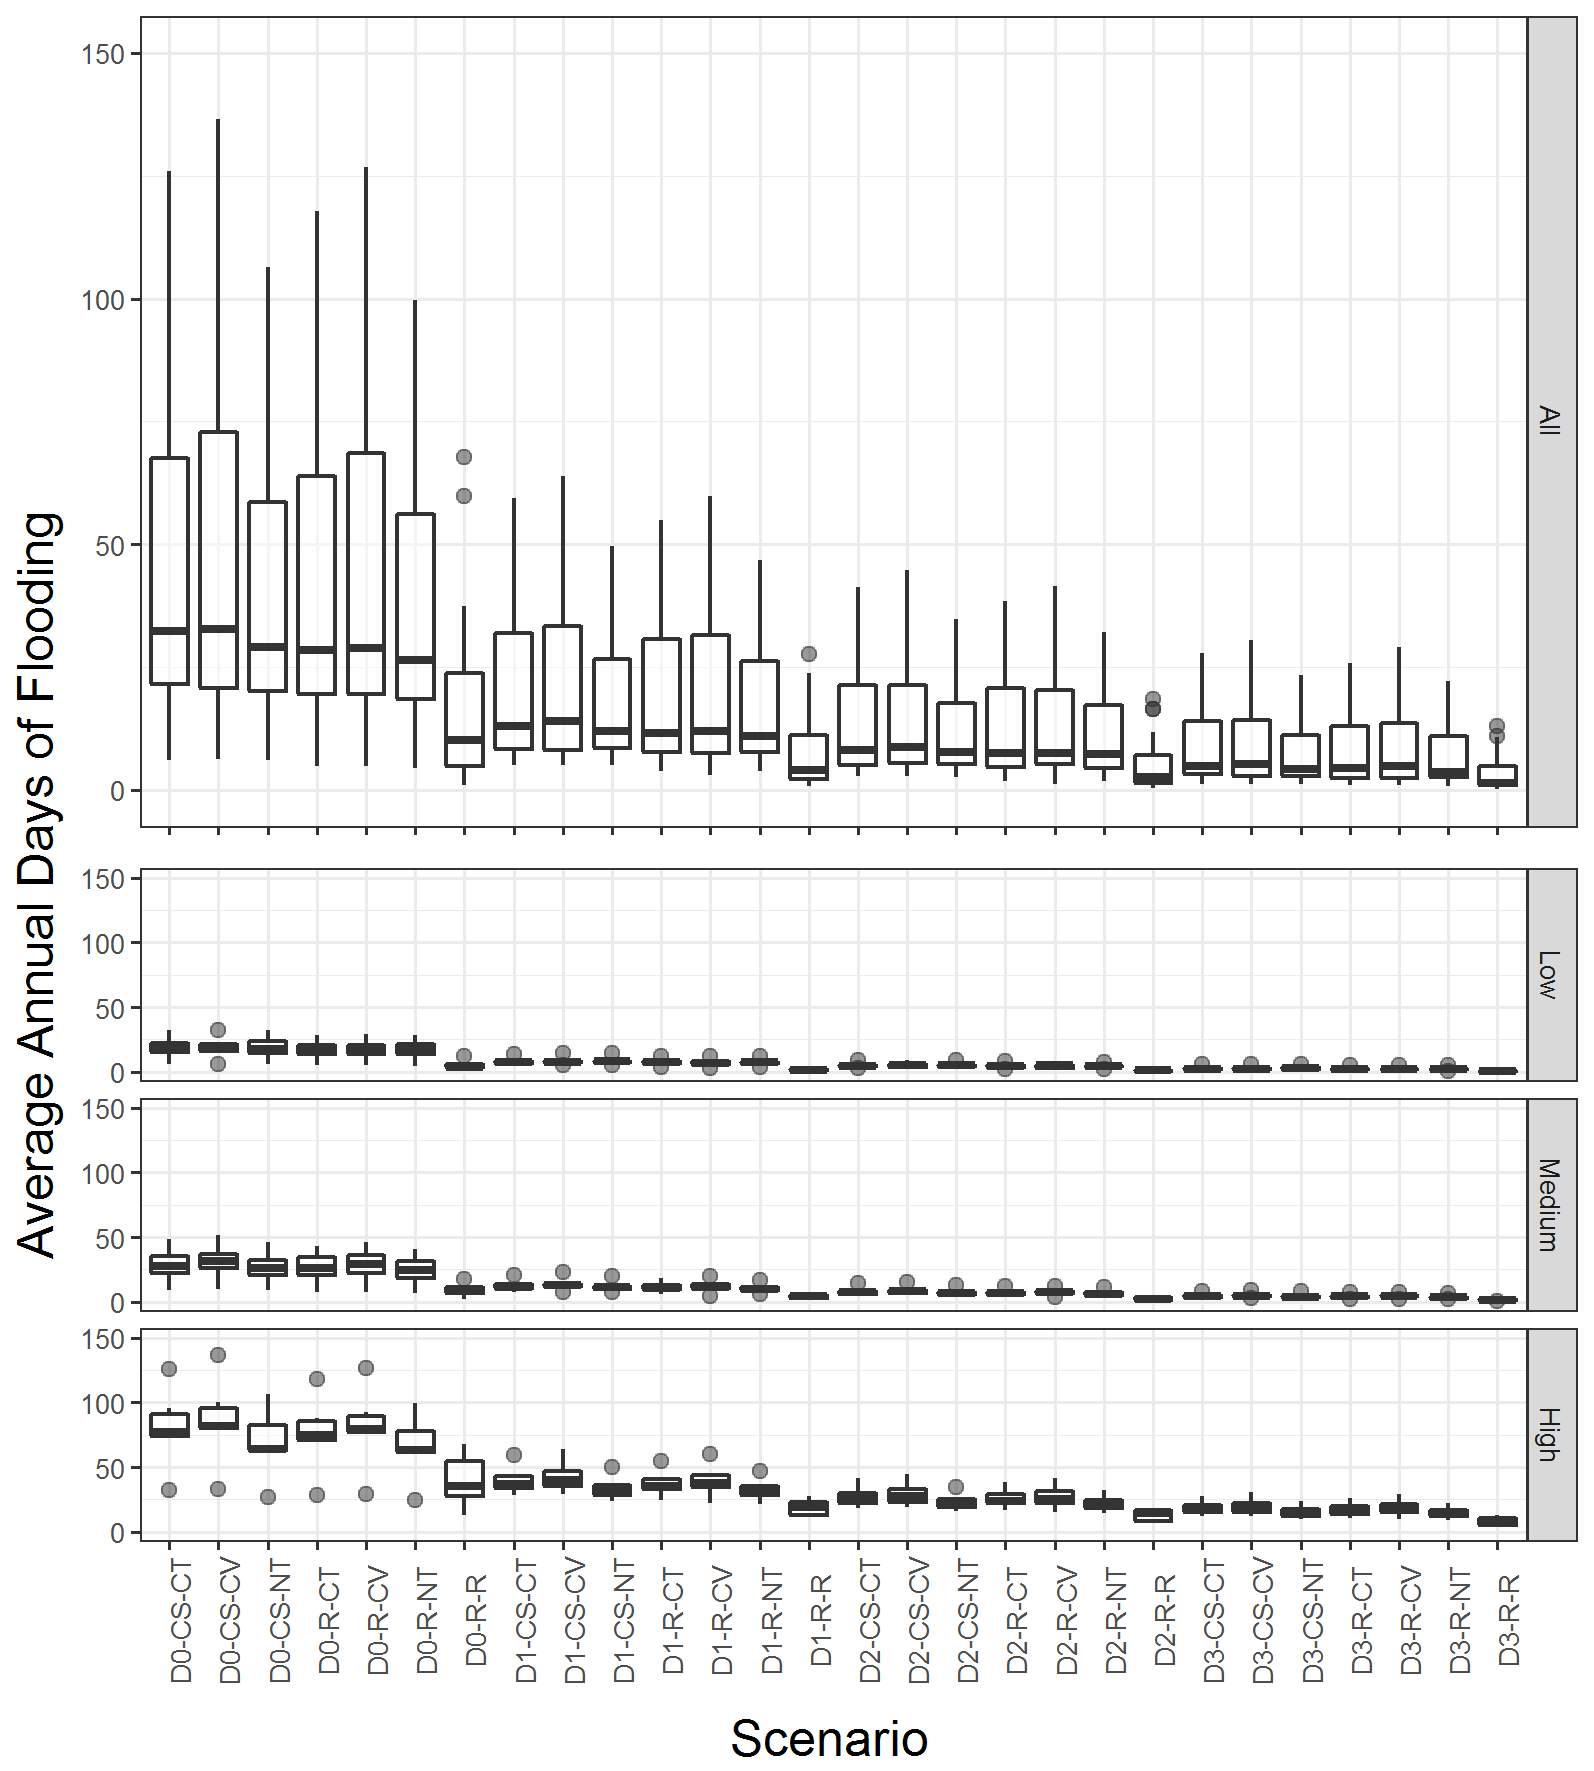 Average Annual Days of Flooding
150
100
50
0
All
150
100
50
0
Low
150
100
50
0
Medium
150
100
50
0
High
D0-CS-CT
D0-CS-CV
D0-CS-NT
D0-R-CT
D0-R-CV
D0-R-NT
D0-R-R
D1-CS-CT
D1-CS-CV
D1-CS-NT
D1-R-CT
D1-R-CV
D1-R-NT
D1-R-R
D2-CS-CT
D2-CS-CV
D2-CS-NT
D2-R-CT
D2-R-CV
D2-R-NT
D2-R-R
D3-CS-CT
D3-CS-CV
D3-CS-NT
D3-R-CT
D3-R-CV
D3-R-NT
D3-R-R
Scenario